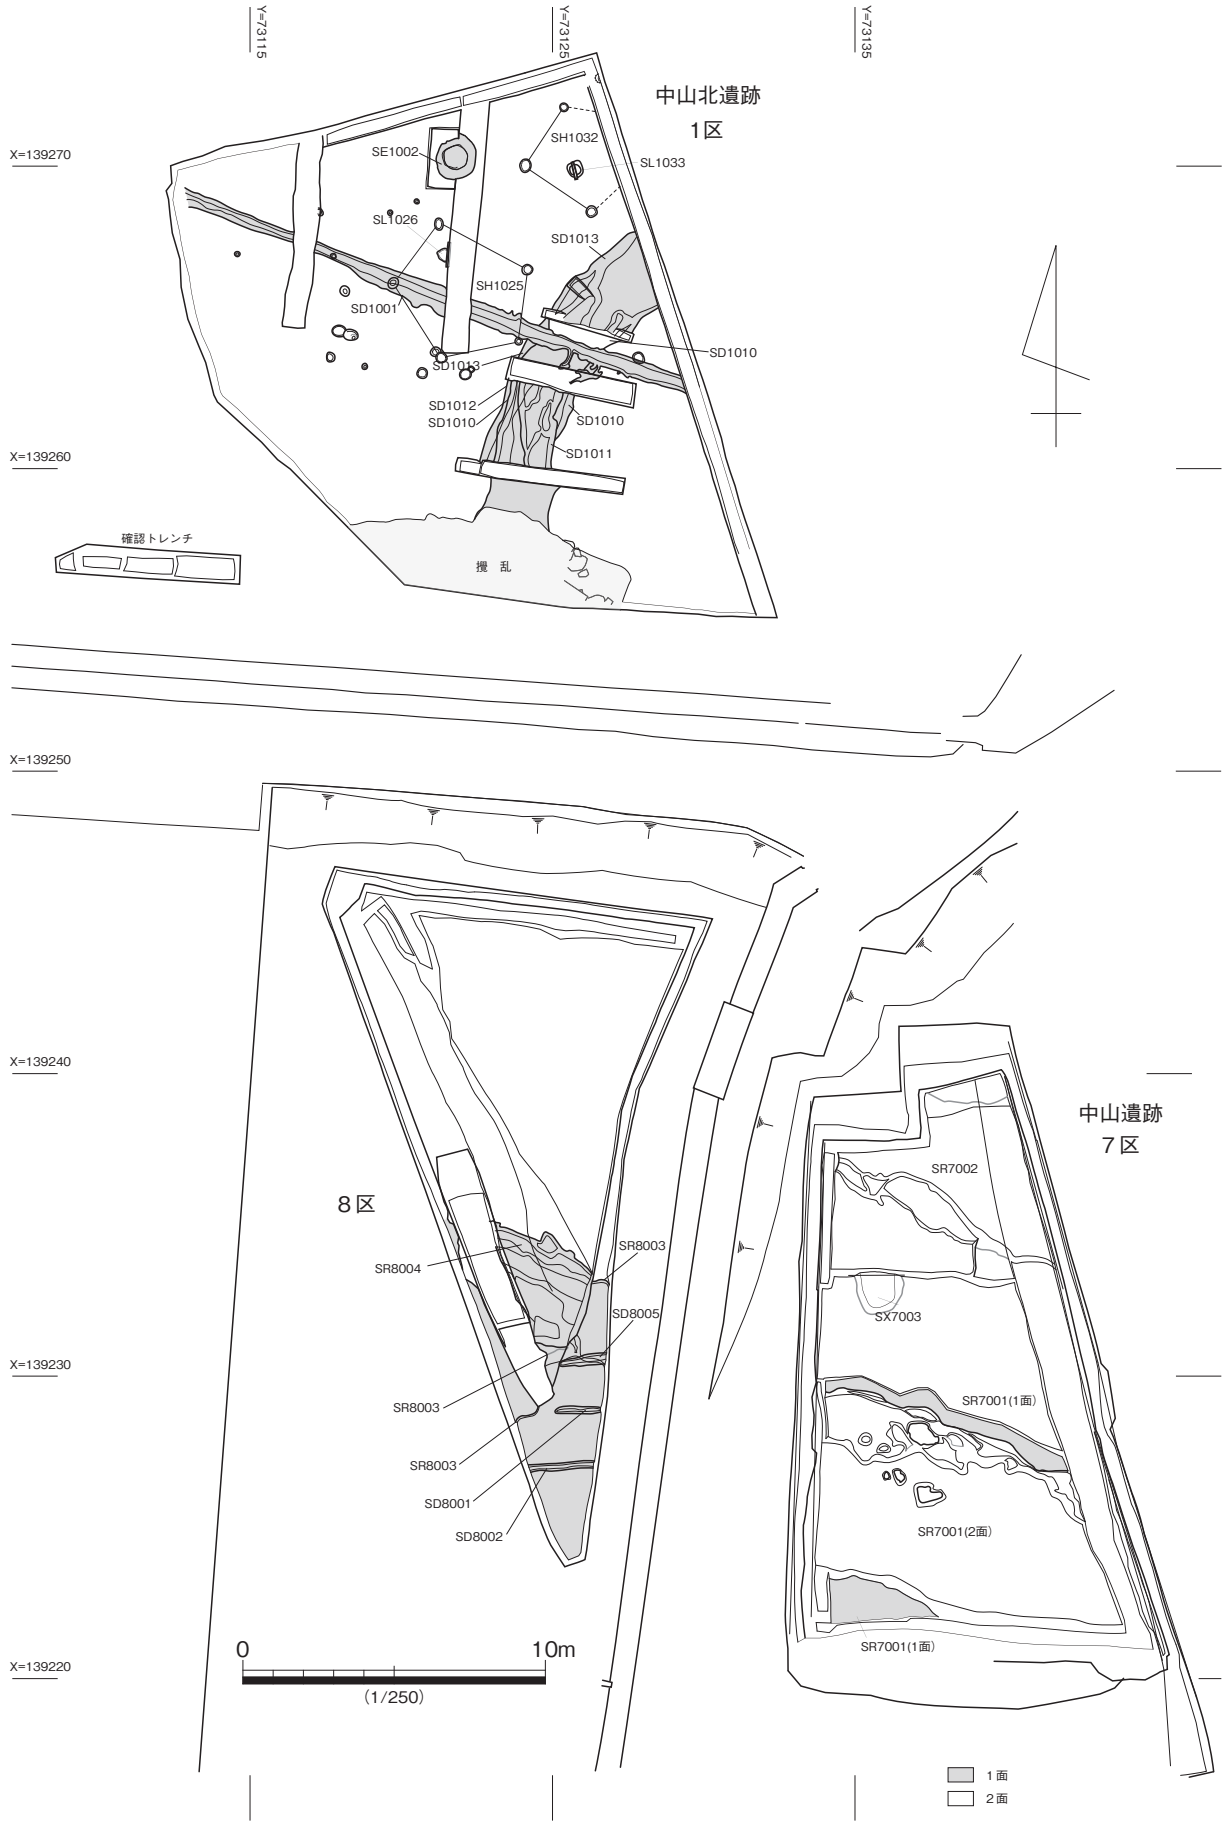 Y=73115
Y=73125
Y=73135
中山北遺跡
1区
X=139270
SE1002
SH1032
SL1033
SL1026
SD1013
SH1025
SD1001
SD1010
SD1013
SD1012
SD1010
SD1010
SD1011
X=139260
確認トレンチ
攪 乱
X=139250
X=139240
中山遺跡
7区
SR7002
8区
SR8003
SR8004
SX7003
SD8005
X=139230
SR7001(1面)
SR8003
SR8003
SD8001
SR7001(2面)
SD8002
SR7001(1面)
0 10m
(1/250)
X=139220
1面
2面